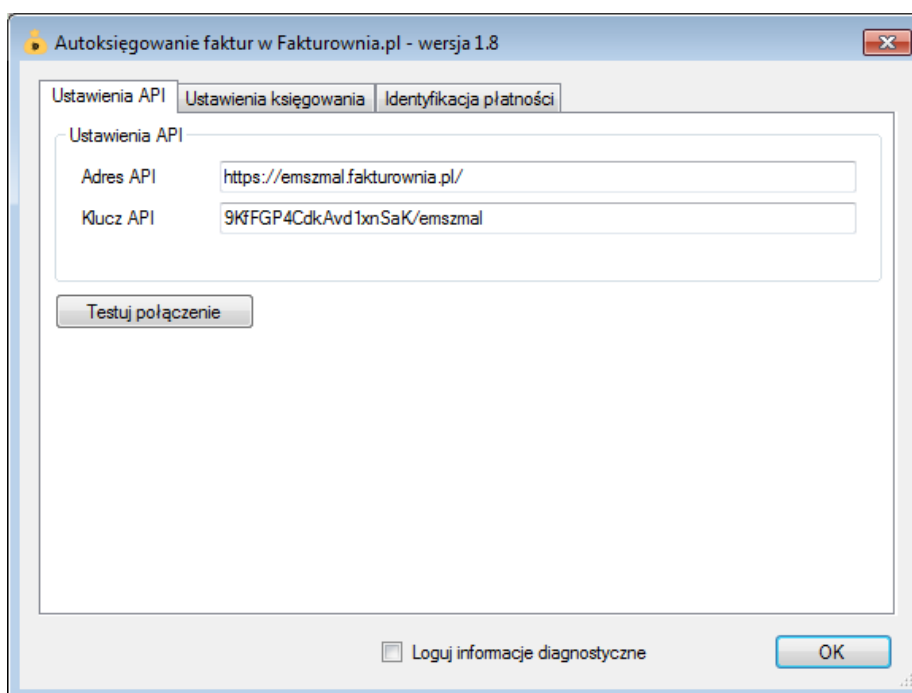 Autoksięgowanie faktur w Fakturownia.pl - wersja 1.8
Ustawienia API Ustawienia księgowania Identyfikacja płatności
Ustawienia API
Adres API https://emszmal.fakturownia.pl/
Klucz API 9KfFGP4CdkAvd1xnSaK/emszmal
Testuj połączenie
Loguj informacje diagnostyczne OK